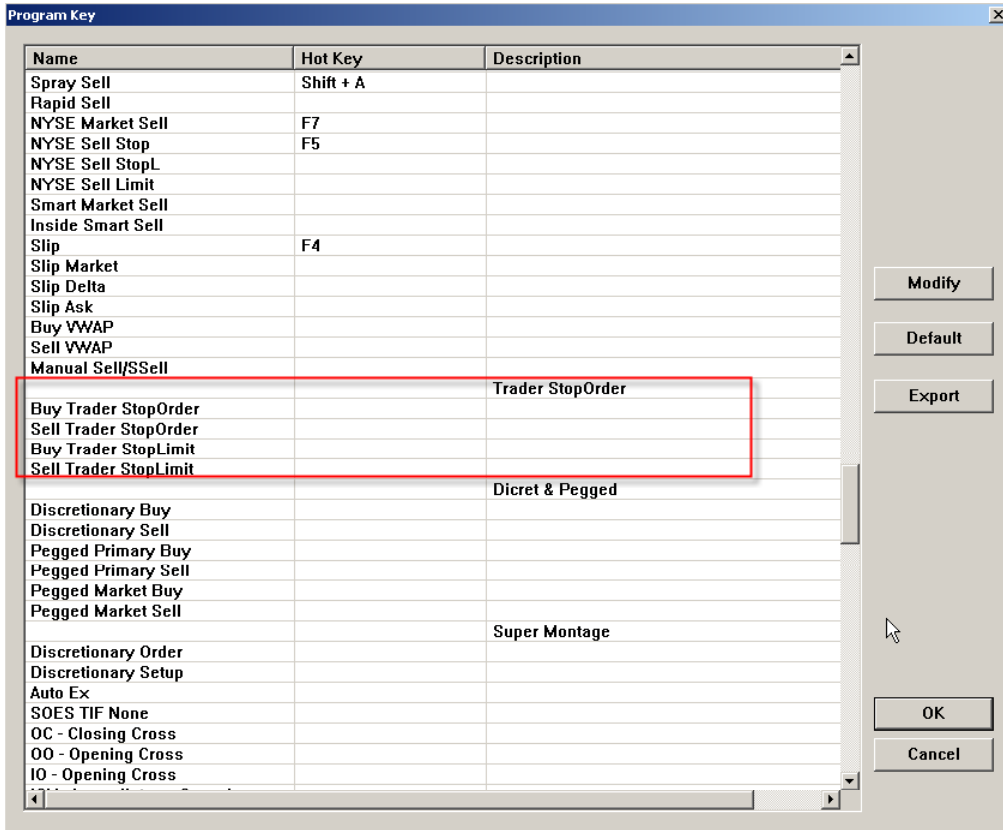 Program Key
Name Hot Key Description
Spray Sell Shift + A
Rapid Sell
NYSE Market Sell F7
NYSE Sell Stop F5
NYSE Sell StopL
NYSE Sell Limit
Smart Market Sell
Inside Smart Sell
Slip F4
Slip Market
Slip Delta
Slip Ask
Buy VWAP
Sell VWAP
Manual Sell/SSell
Trader StopOrder
Buy Trader StopOrder
Sell Trader StopOrder
Buy Trader StopLimit
Sell Trader StopLimit
Dicret & Pegged
Discretionary Buy
Discretionary Sell
Pegged Primary Buy
Pegged Primary Sell
Pegged Market Buy
Pegged Market Sell
Super Montage
Discretionary Order
Discretionary Setup
Auto Ex
SOES TIF None
OC - Closing Cross
OO - Opening Cross
IO - Opening Cross
Modify
Default
Export
OK
Cancel